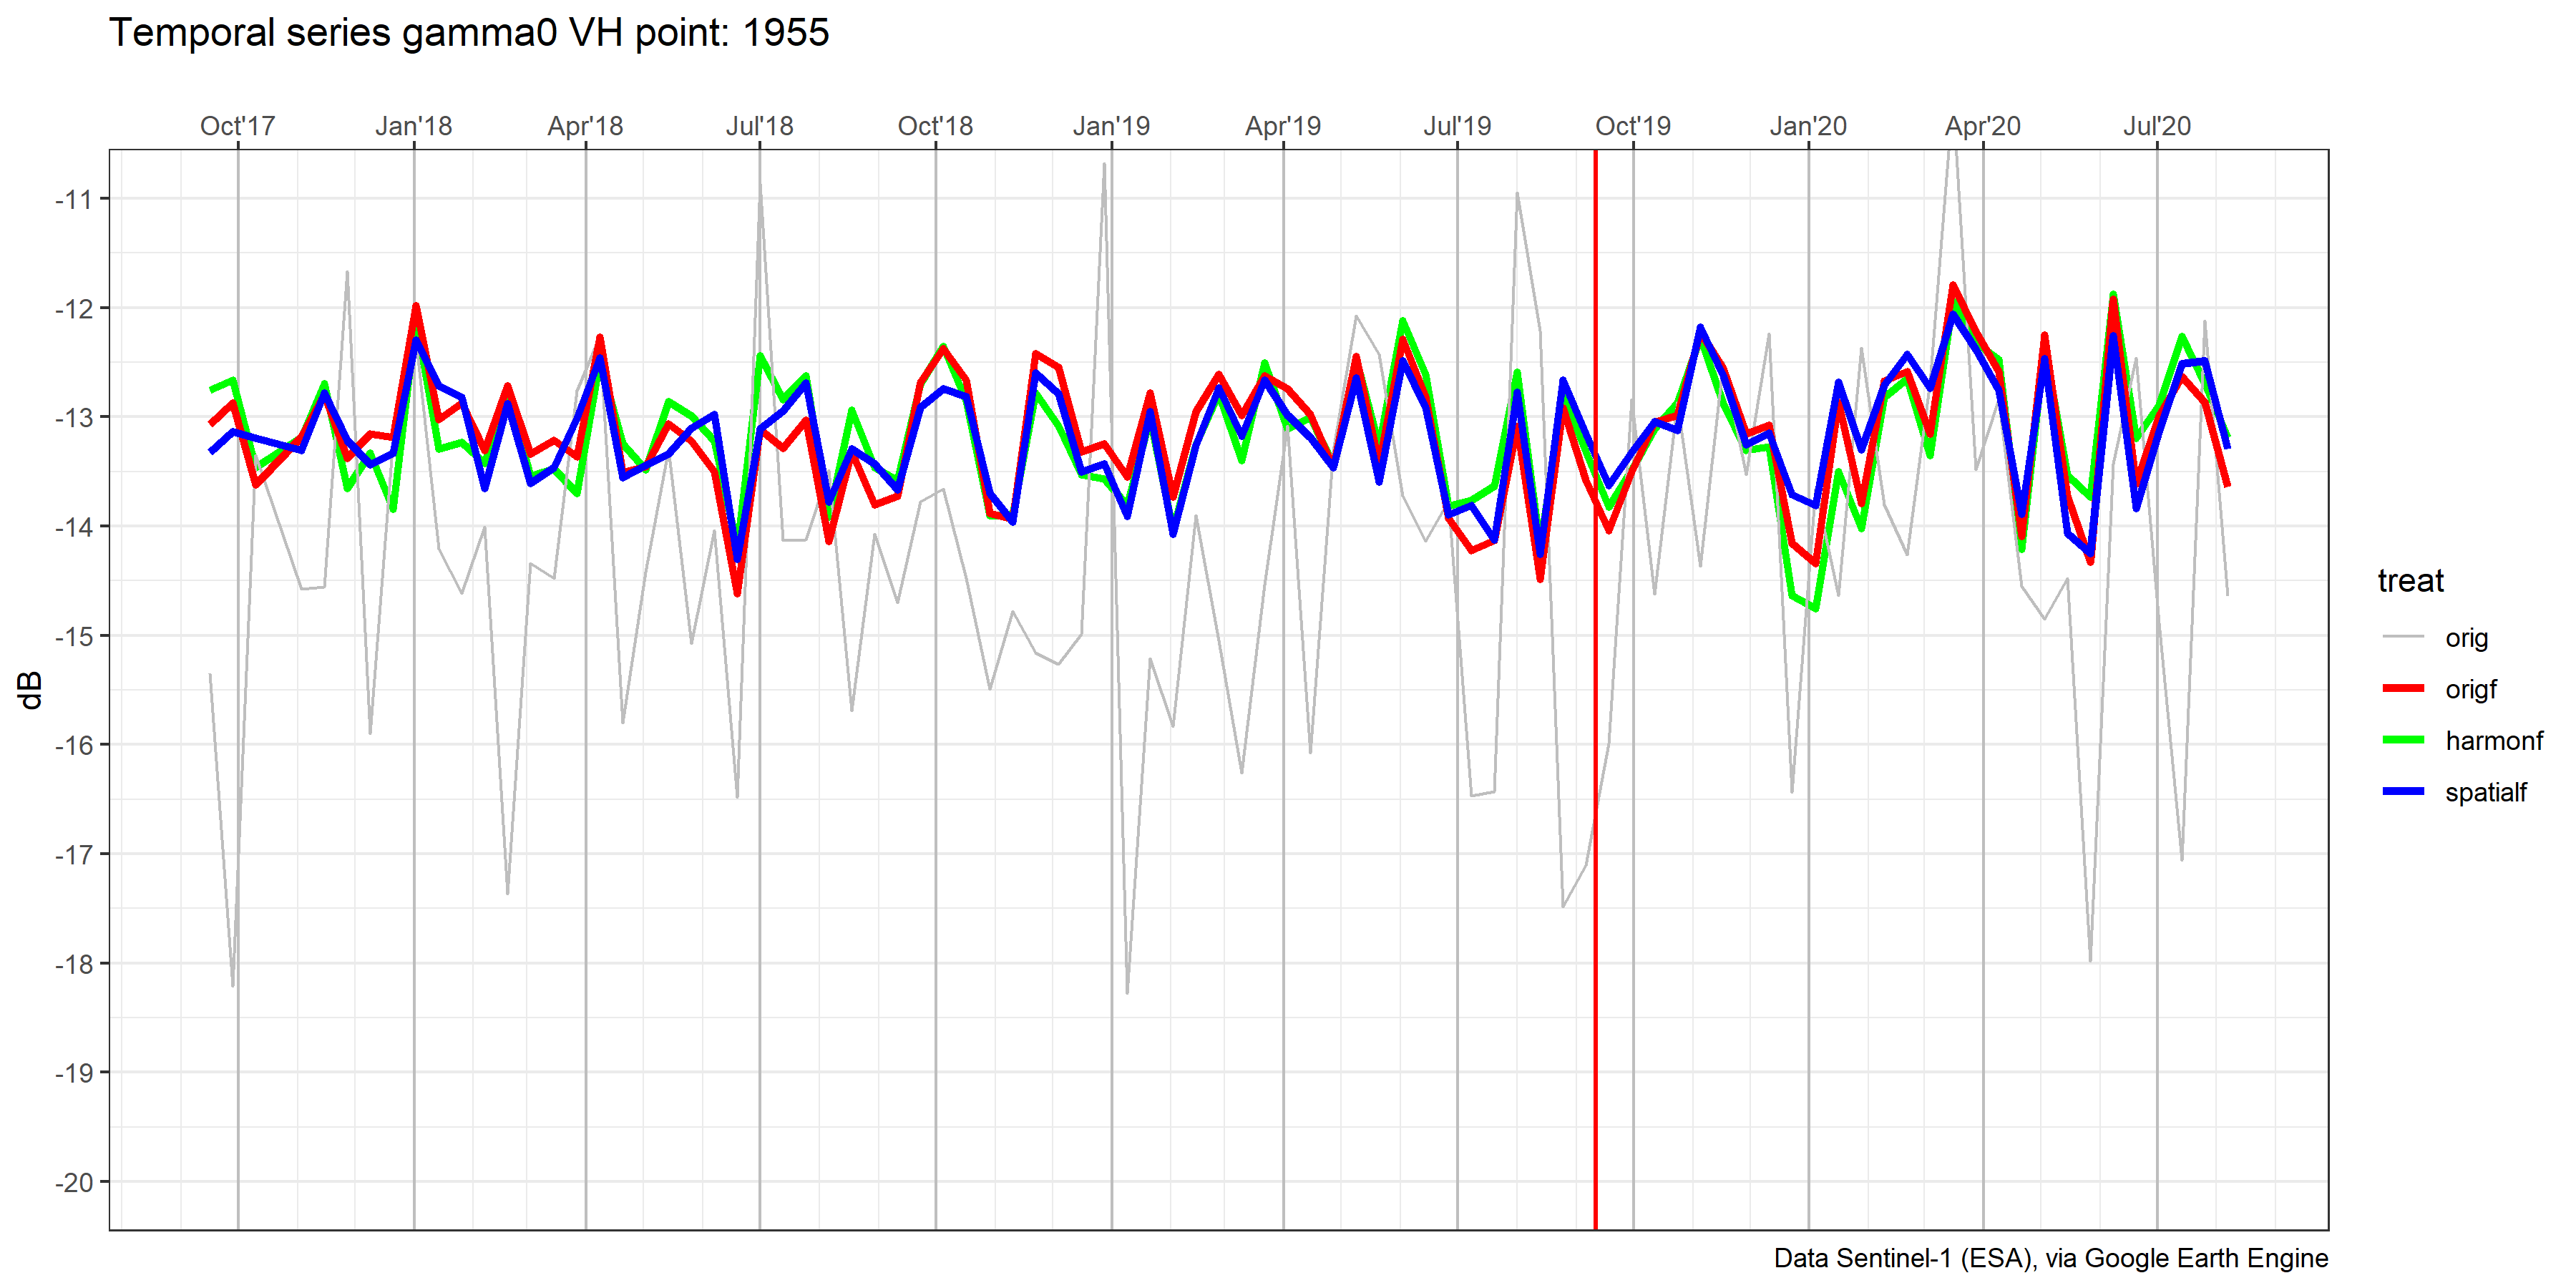 Temporal series gamma0 VH point: 1955
Oct'17 Jan'18 Apr'18 Jul'18 Oct'18 Jan'19 Apr'19 Jul'19 Oct'19 Jan'20 Apr'20 Jul'20
-11
-12
-13
-14
-15
-16
-17
-18
-19
-20
dB
treat
orig
origf
harmonf
spatialf
Data Sentinel-1 (ESA), via Google Earth Engine